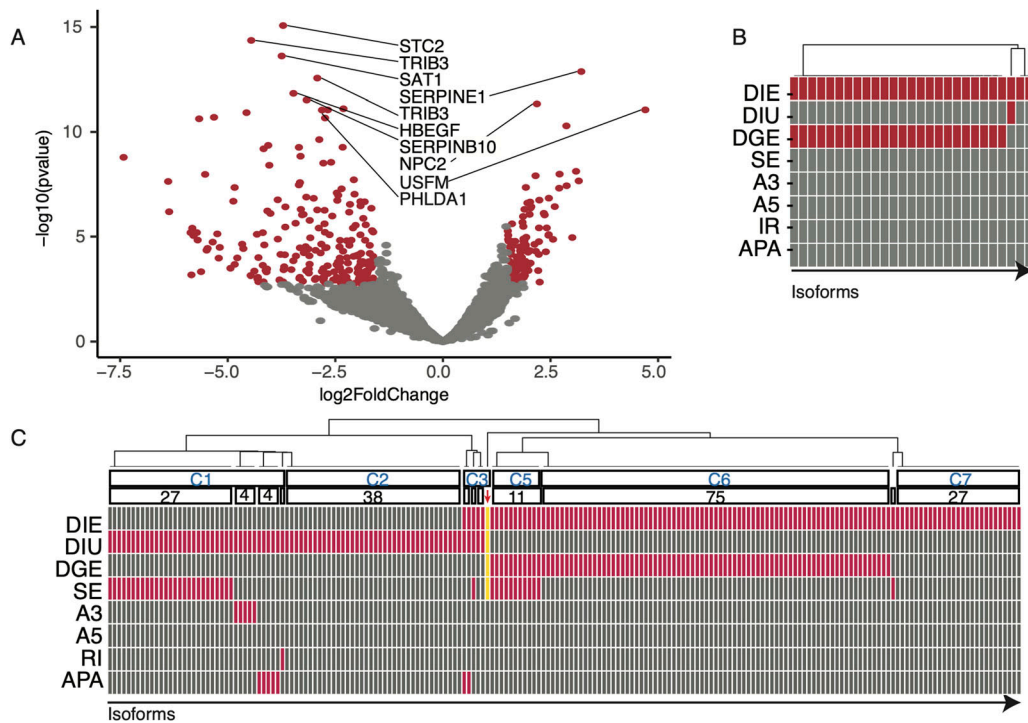 A
15
10
5
0
−log10(pvalue)
−7.5 −5.0 −2.5 0.0 2.5 5.0
log2FoldChange
STC2
TRIB3
SAT1
SERPINE1
TRIB3
HBEGF
SERPINB10
NPC2
USFM
PHLDA1
B
DIE
DIU
DGE
SE
A3
A5
IR
APA
Isoforms
C
C1 C2 C3 C5 C6 C7
27 4 4 38 11 75 27
DIE
DIU
DGE
SE
A3
A5
RI
APA
Isoforms